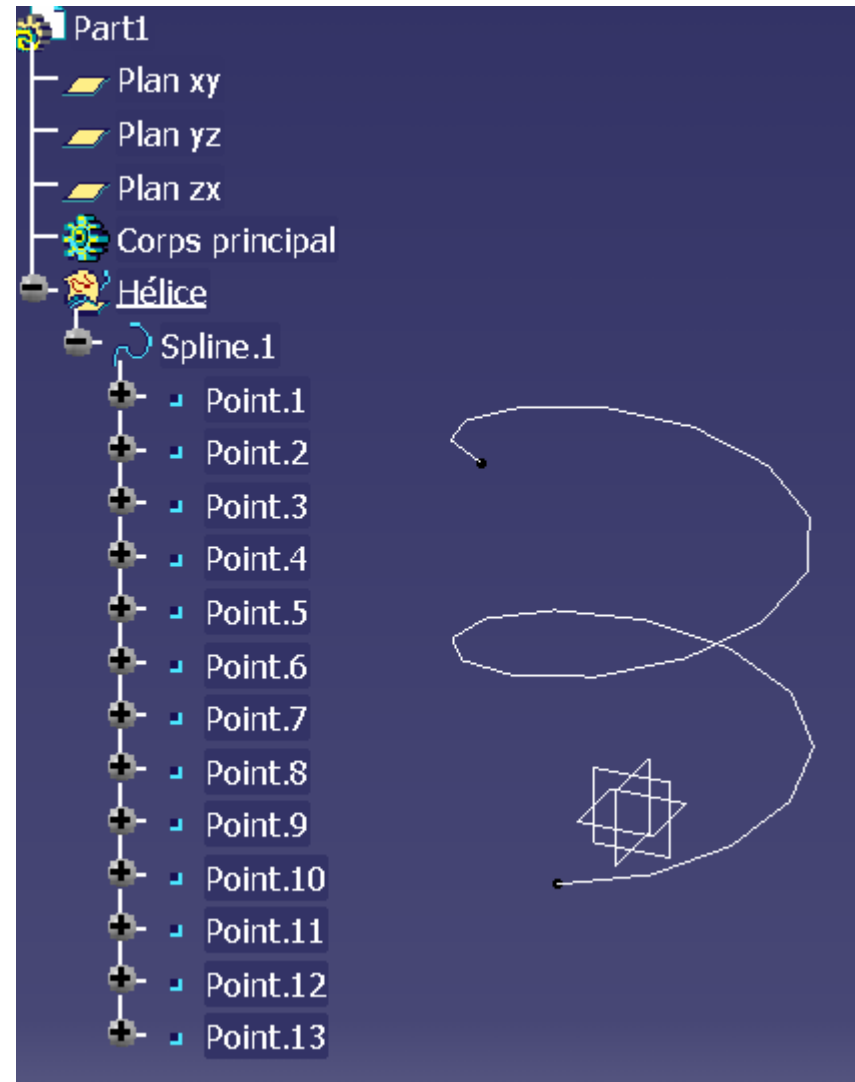 Part1
Plan xy
Plan yz
Plan zx
Corps principal
Hélice
Spline.1
Point.1
Point.2
Point.3
Point.4
Point.5
Point.6
Point.7
Point.8
Point.9
Point.10
Point.11
Point.12
Point.13